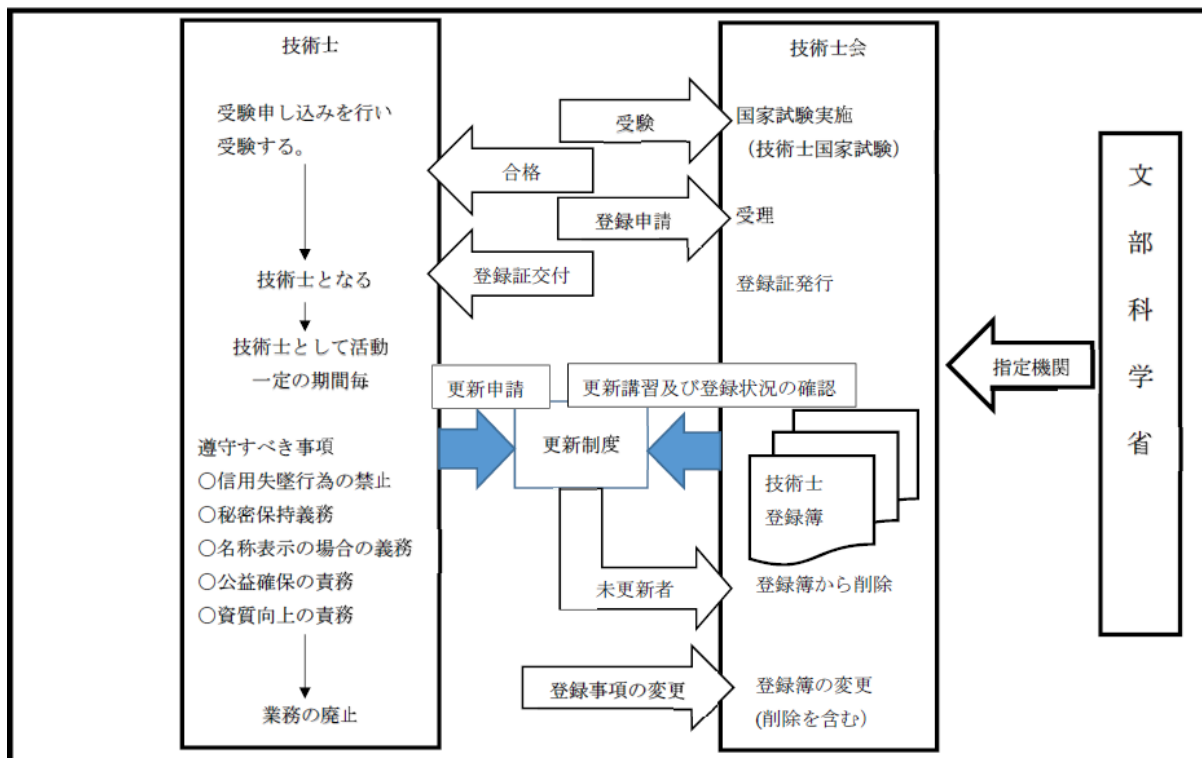 技術士
受験申し込みを行い
受験する。
技術士となる
技術士として活動
一定の期間毎
遵守すべき事項
○信用失墜行為の禁止
○秘密保持義務
○名称表示の場合の義務
○公益確保の責務
○資質向上の責務
業務の廃止
受験
合格
登録申請
登録証交付
更新申請
更新講習及び登録状況の確認
更新制度
未更新者
登録事項の変更
技術士会
国家試験実施
（技術士国家試験）
受理
登録証発行
技術士
登録簿
登録簿から削除
登録簿の変更
(削除を含む）
指定機関
文部科学省